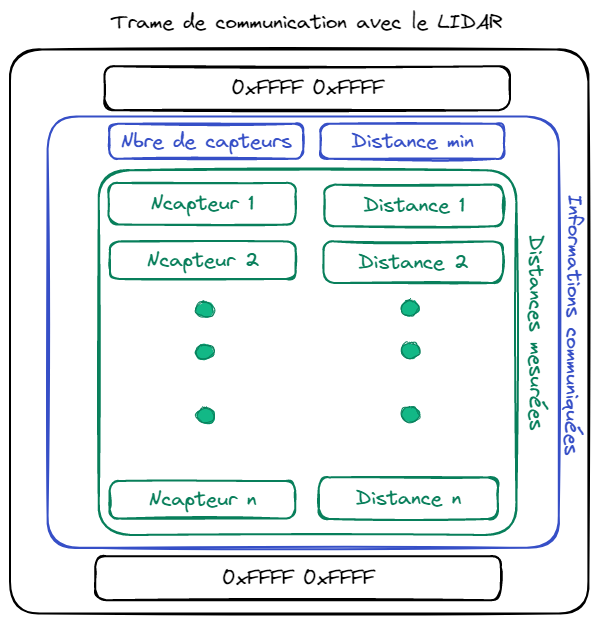 Trame de communication avec le LIDAR
0xFFFF 0xFFFF
Nbre de capteurs
Distance min
Ncapteur 1
Distance 1
Ncapteur 2
Distance 2
Ncapteur n
Distance n
Distances mesurées
Informations communiquées
0xFFFF 0xFFFF